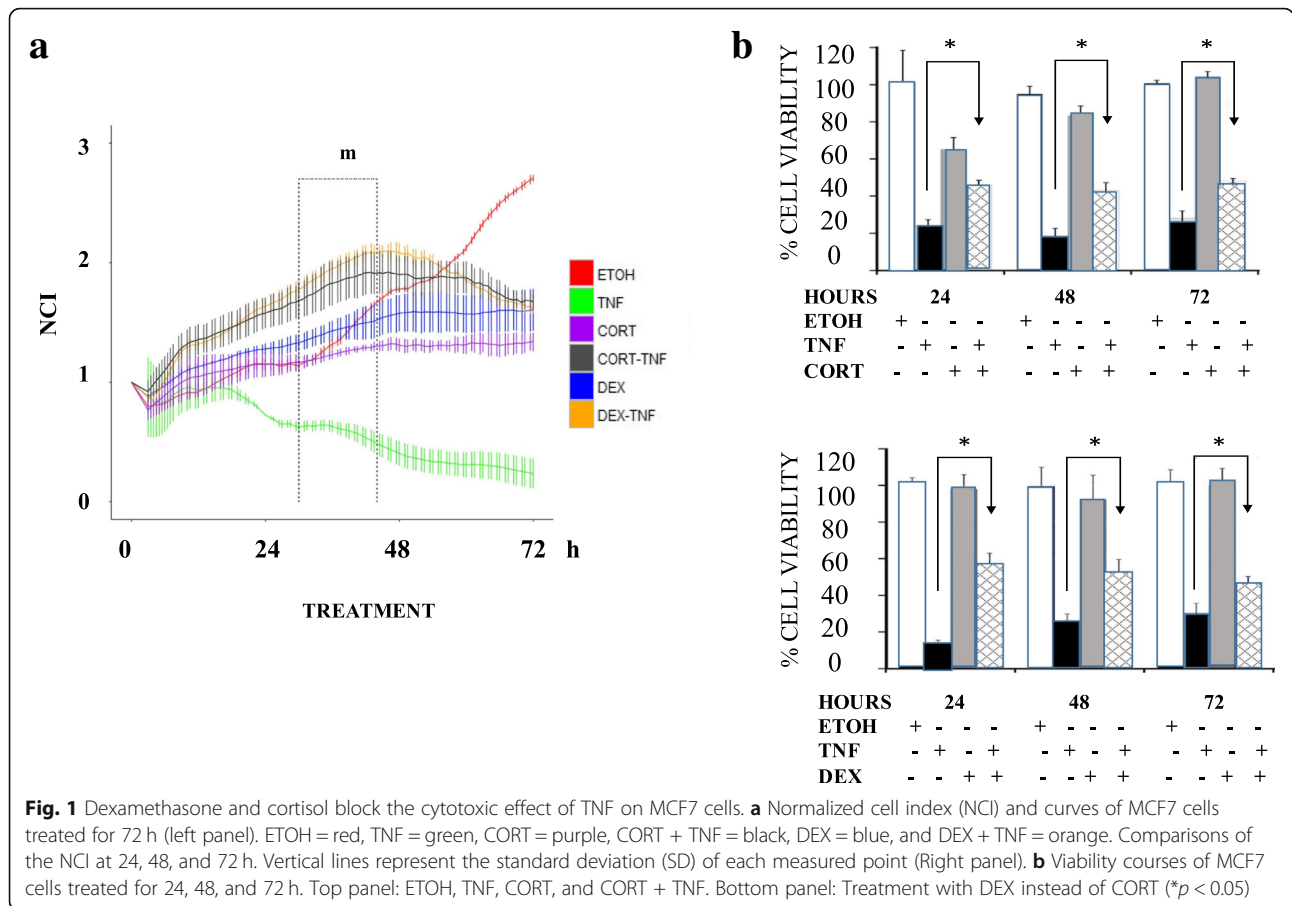 a
3
2
1
0
NCI
m
0 24 48 72 h
TREATMENT
ETOH
TNF
CORT
CORT-TNF
DEX
DEX-TNF
b
% CELL VIABILITY
120
100
80
60
40
20
0
* * *
HOURS 24 48 72
ETOH + - - - + - - - + - - -
TNF - + - + - + - + - + - +
CORT - - + + - - + + - - + +
% CELL VIABILITY
120
100
80
60
40
20
0
* * *
HOURS 24 48 72
ETOH + - - - + - - - + - - -
TNF - + - + - + - + - + - +
DEX - - + + - - + + - - + +
Fig. 1 Dexamethasone and cortisol block the cytotoxic effect of TNF on MCF7 cells. a Normalized cell index (NCI) and curves of MCF7 cells
treated for 72 h (left panel). ETOH = red, TNF = green, CORT = purple, CORT + TNF = black, DEX = blue, and DEX + TNF = orange. Comparisons of
the NCI at 24, 48, and 72 h. Vertical lines represent the standard deviation (SD) of each measured point (Right panel). b Viability courses of MCF7
cells treated for 24, 48, and 72 h. Top panel: ETOH, TNF, CORT, and CORT + TNF. Bottom panel: Treatment with DEX instead of CORT (*p < 0.05)